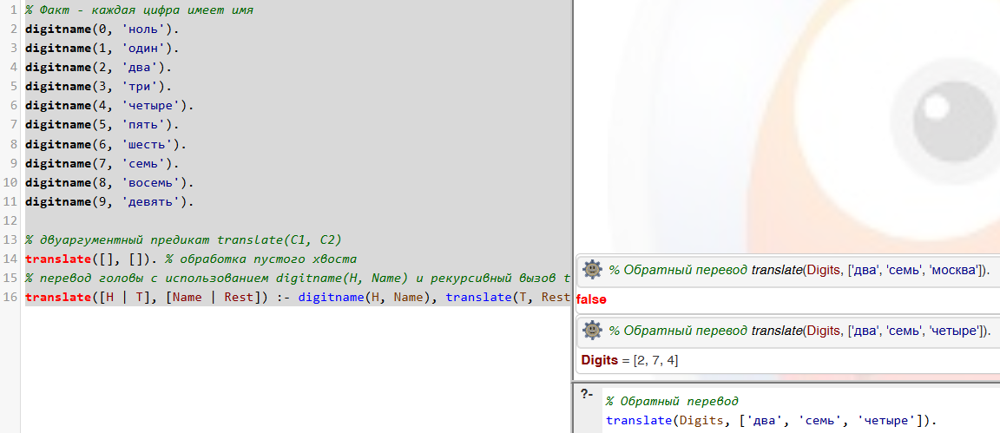 1 % Факт - каждая цифра имеет имя
2 digitname(0, 'ноль').
3 digitname(1, 'один').
4 digitname(2, 'два').
5 digitname(3, 'три').
6 digitname(4, 'четыре').
7 digitname(5, 'пять').
8 digitname(6, 'шесть').
9 digitname(7, 'семь').
10 digitname(8, 'восемь').
11 digitname(9, 'девять').
12
13 % двуаргументный предикат translate(C1, C2)
14 translate([], []). % обработка пустого хвоста
15 % перевод головы с использованием digitname(H, Name) и рекурсивный вызов t
16 translate([H | T], [Name | Rest]) :- digitname(H, Name), translate(T, Rest
% Обратный перевод translate(Digits, ['два', 'семь', 'москва']).
false
% Обратный перевод translate(Digits, ['два', 'семь', 'четыре']).
Digits = [2, 7, 4]
?- % Обратный перевод
translate(Digits, ['два', 'семь', 'четыре']).